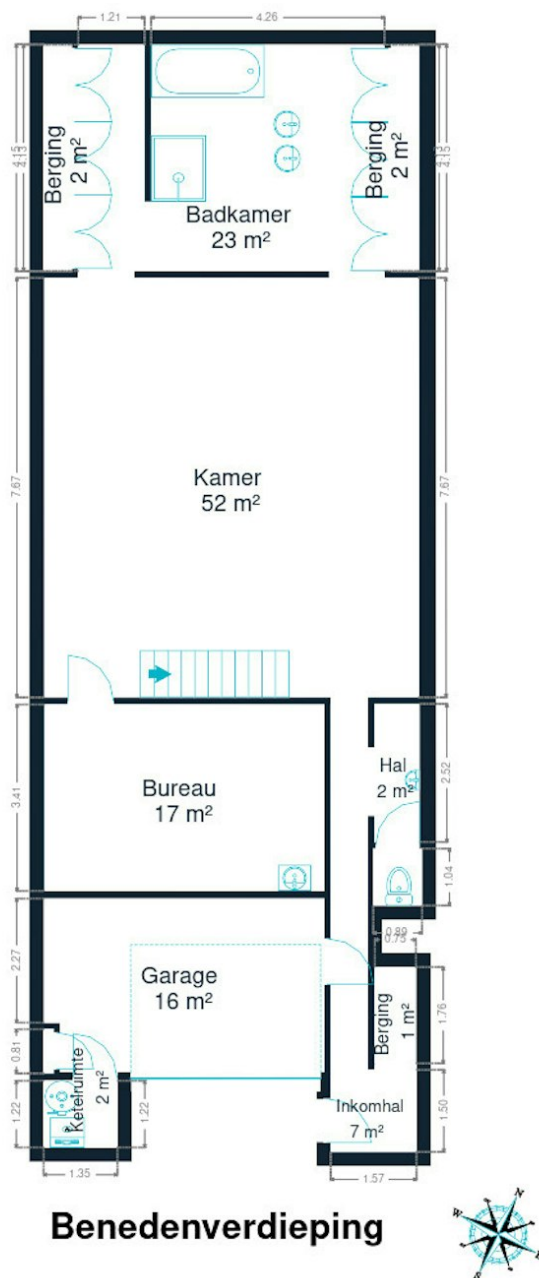 1.21
4.26
4.15
4.13
Berging
2 m²
Berging
2 m²
4.15
Badkamer
23 m²
7.67
7.67
Kamer
52 m²
3.41
Bureau
17 m²
Hal
2 m²
2.52
1.04
0.89
0.75
2.27
Garage
16 m²
Berging
1 m²
1.76
0.81
Ketelruimte
2 m²
1.22
1.22
Inkomhal
7 m²
1.50
1.35
1.57
Benedenverdieping
N
W
S